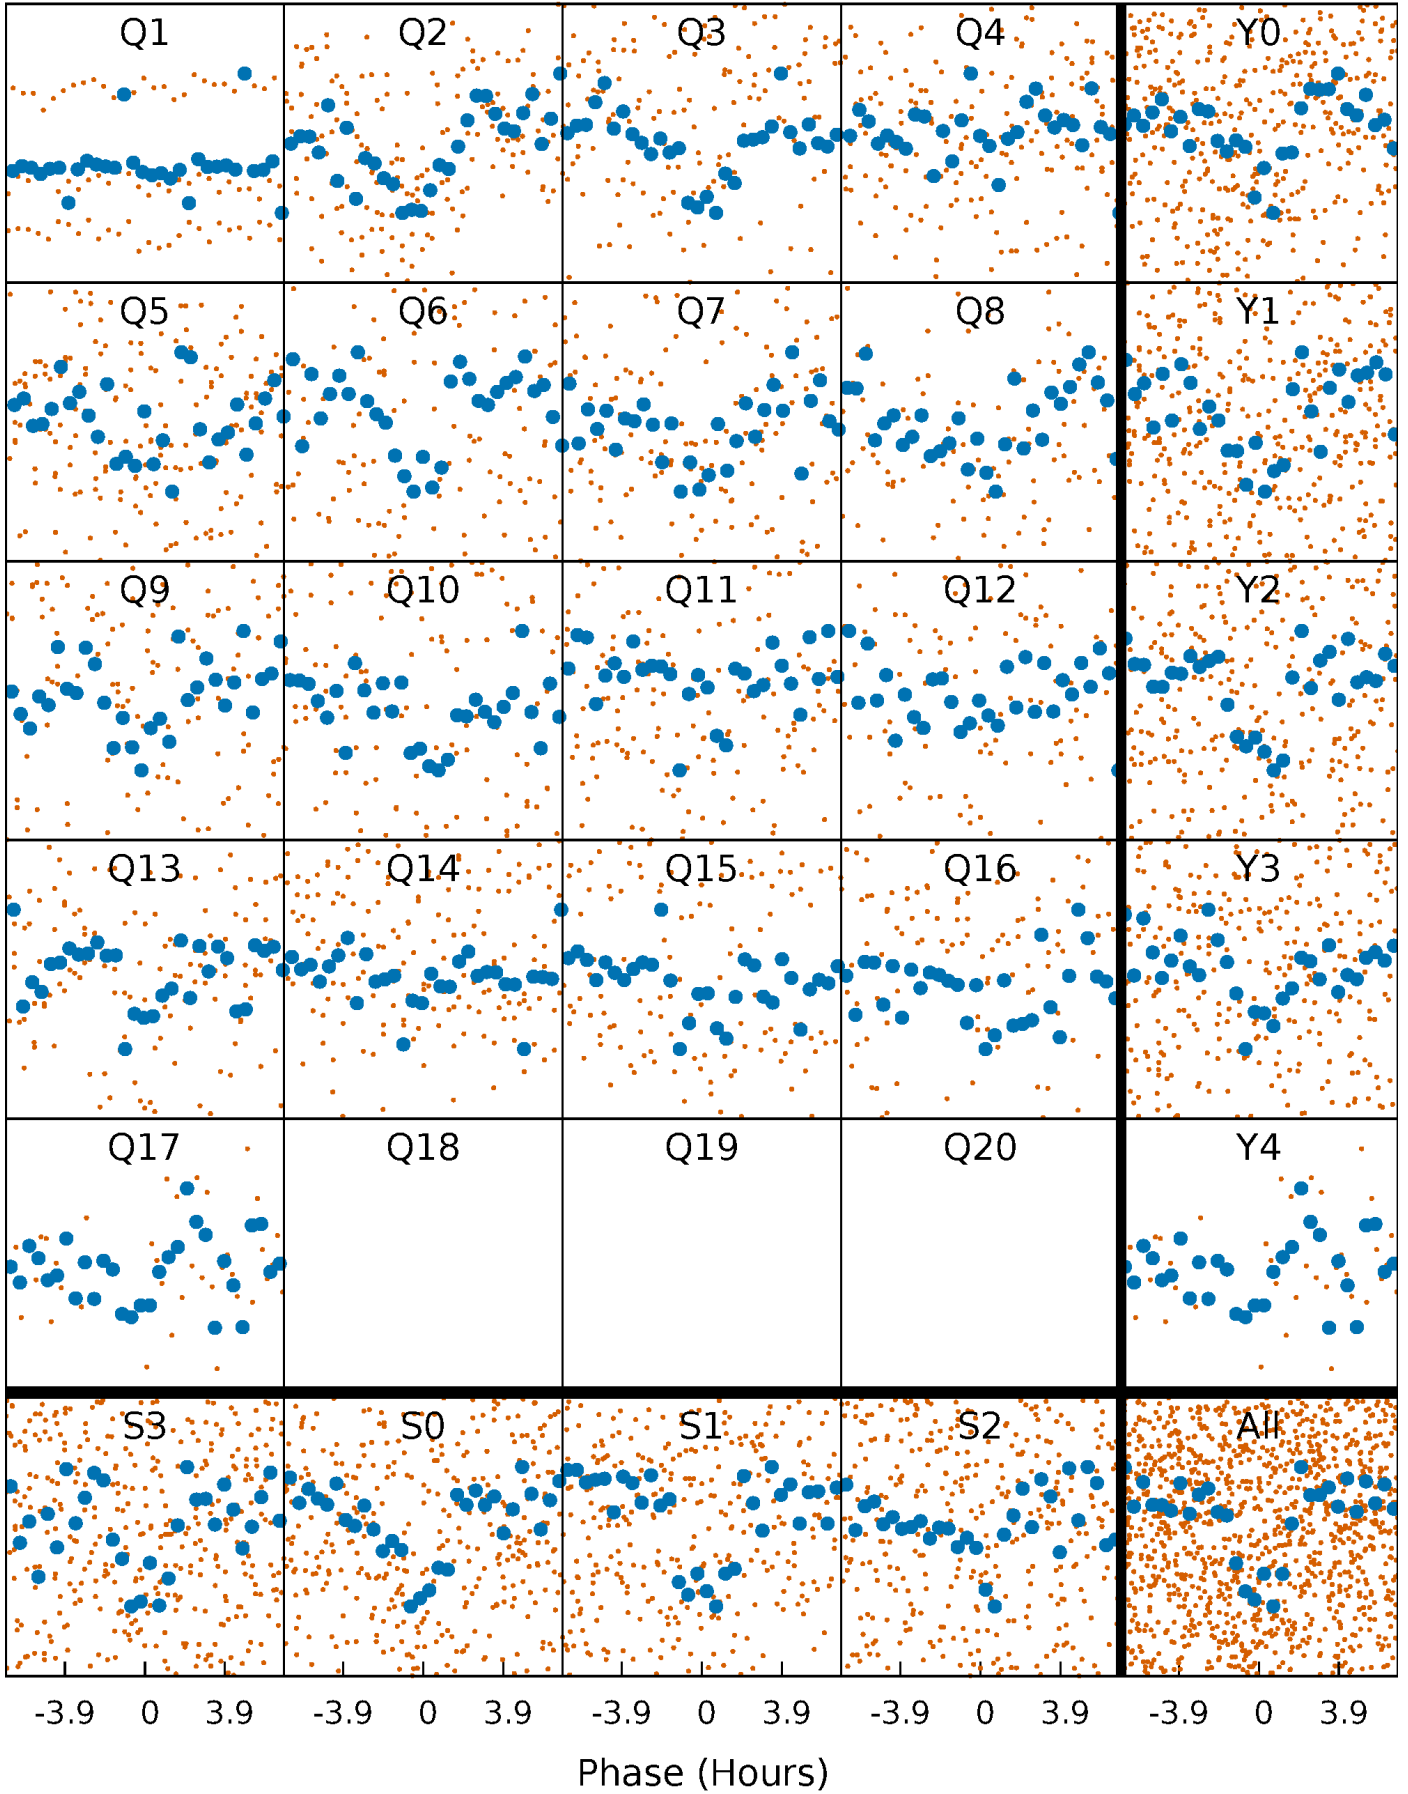 Q1 Q2 Q3 Q4 Y0
Q5 Q6 Q7 Q8 Y1
Q9 Q10 Q11 Q12 Y2
Q13 Q14 Q15 Q16 Y3
Q17 Q18 Q19 Q20 Y4
S3 S0 S1 S2 All
-3.9 0 3.9 -3.9 0 3.9 -3.9 0 3.9 -3.9 0 3.9 -3.9 0 3.9
Phase (Hours)